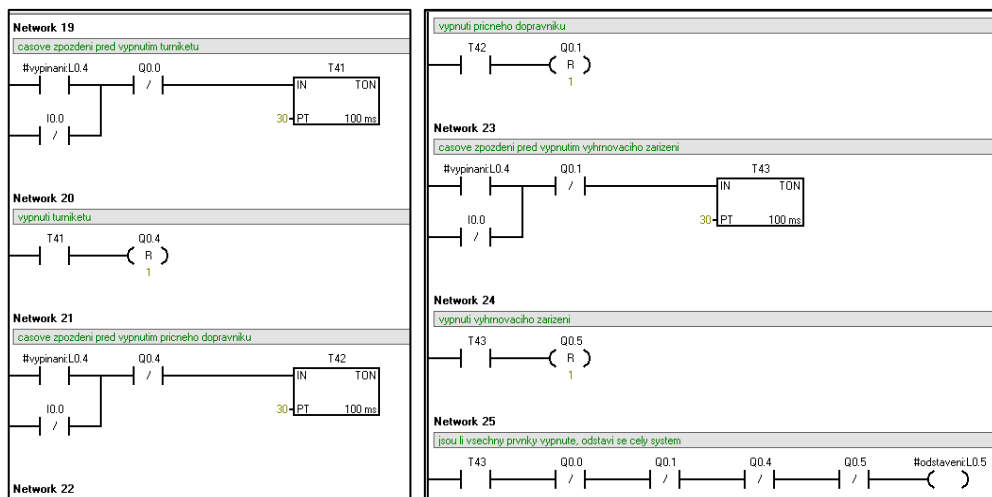 Network 19
casove zpozdeni pred vypnutim turniketu
#vypinani:L0.4 Q0.0 T41
/ IN TON
I0.0 30 PT 100 ms
/
Network 20
vypnuti turniketu
T41 Q0.4
R
1
Network 21
casove zpozdeni pred vypnutim pricneho dopravniku
#vypinani:L0.4 Q0.4 T42
/ IN TON
I0.0 30 PT 100 ms
/
Network 22
vypnuti pricneho dopravniku
T42 Q0.1
R
1
Network 23
casove zpozdeni pred vypnutim vyhrnovaciho zarizeni
#vypinani:L0.4 Q0.1 T43
/ IN TON
I0.0 30 PT 100 ms
/
Network 24
vypnuti vyhrnovaciho zarizeni
T43 Q0.5
R
1
Network 25
jsou li vsechny prvnky vypnute, odstavi se cely system
T43 Q0.0 Q0.1 Q0.4 Q0.5 #odstaveni:L0.5
/ / / /